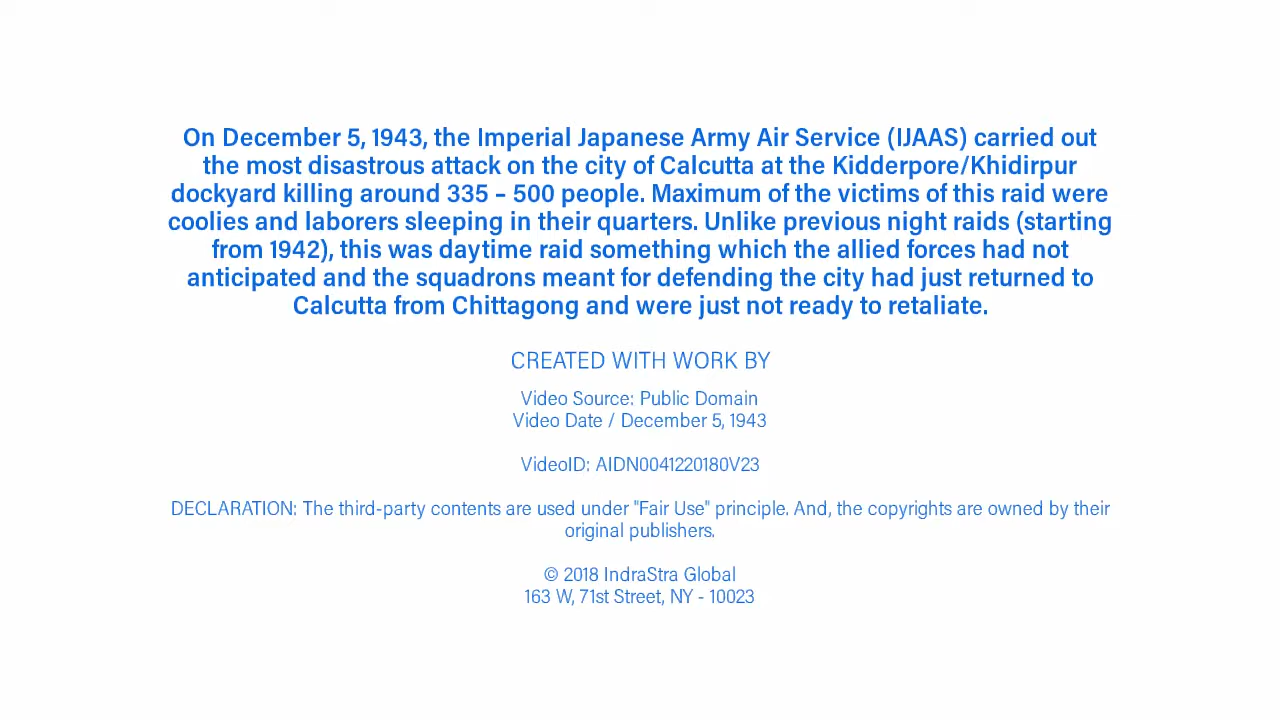 On December 5, 1943, the Imperial Japanese Army Air Service (IJAAS) carried out
the most disastrous attack on the city of Calcutta at the Kidderpore/Khidirpur
dockyard killing around 335 – 500 people. Maximum of the victims of this raid were
coolies and laborers sleeping in their quarters. Unlike previous night raids (starting
from 1942), this was daytime raid something which the allied forces had not
anticipated and the squadrons meant for defending the city had just returned to
Calcutta from Chittagong and were just not ready to retaliate.
CREATED WITH WORK BY
Video Source: Public Domain
Video Date / December 5, 1943
VideoID: AIDN0041220180V23
DECLARATION: The third-party contents are used under "Fair Use" principle. And, the copyrights are owned by their
original publishers.
© 2018 IndraStra Global
163 W, 71st Street, NY - 10023